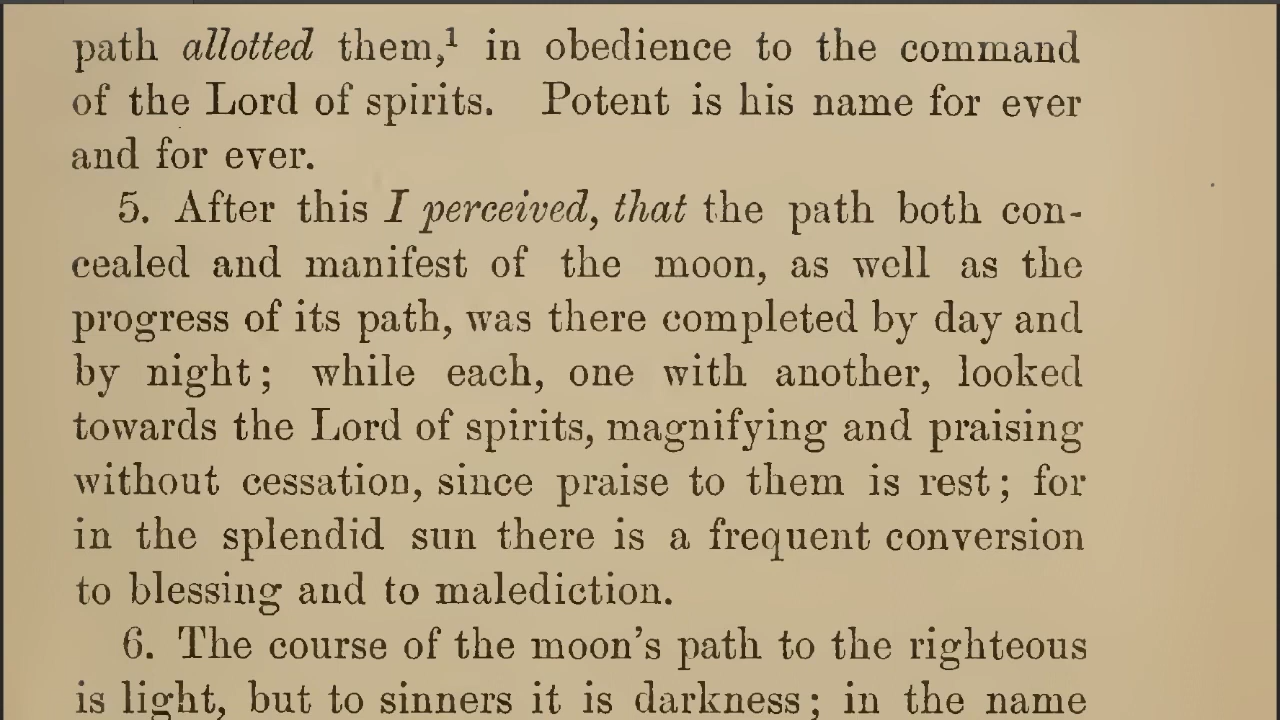 path allotted them,¹ in obedience to the command
of the Lord of spirits. Potent is his name for ever
and for ever.
5. After this I perceived, that the path both con-
cealed and manifest of the moon, as well as the
progress of its path, was there completed by day and
by night; while each, one with another, looked
towards the Lord of spirits, magnifying and praising
without cessation, since praise to them is rest; for
in the splendid sun there is a frequent conversion
to blessing and to malediction.
6. The course of the moon's path to the righteous
is light, but to sinners it is darkness; in the name